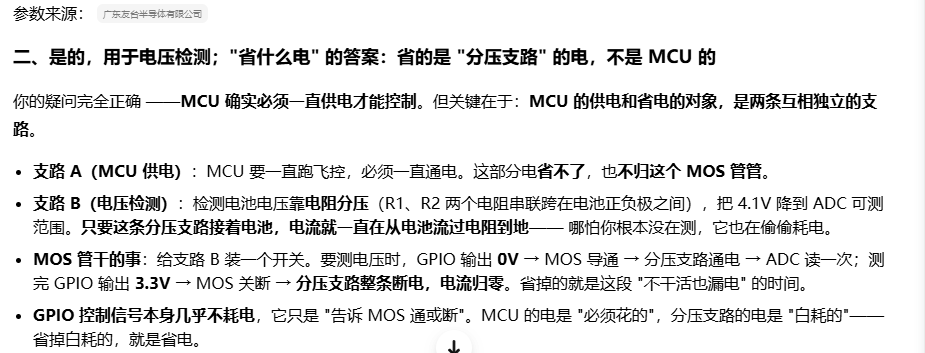 参数来源： 广东友台半导体有限公司
二、是的，用于电压检测；"省什么电" 的答案：省的是 "分压支路" 的电，不是 MCU 的
你的疑问完全正确 ——MCU 确实必须一直供电才能控制。但关键在于：MCU 的供电和省电的对象，是两条互相独立的支
路。
• 支路 A（MCU 供电）：MCU 要一直跑飞控，必须一直通电。这部分电省不了，也不归这个 MOS 管管。
• 支路 B（电压检测）：检测电池电压靠电阻分压（R1、R2 两个电阻串联跨在电池正负极之间），把 4.1V 降到 ADC 可测
范围。只要这条分压支路接着电池，电流就一直在从电池流过电阻到地—— 哪怕你根本没在测，它也在偷偷耗电。
• MOS 管干的事：给支路 B 装一个开关。要测电压时，GPIO 输出 0V → MOS 导通 → 分压支路通电 → ADC 读一次；测
完 GPIO 输出 3.3V → MOS 关断 → 分压支路整条断电，电流归零。省掉的就是这段 "不干活也漏电" 的时间。
• GPIO 控制信号本身几乎不耗电，它只是 "告诉 MOS 通或断"。MCU 的电是 "必须花的"，分压支路的电是 "白耗的"——
省掉白耗的，就是省电。